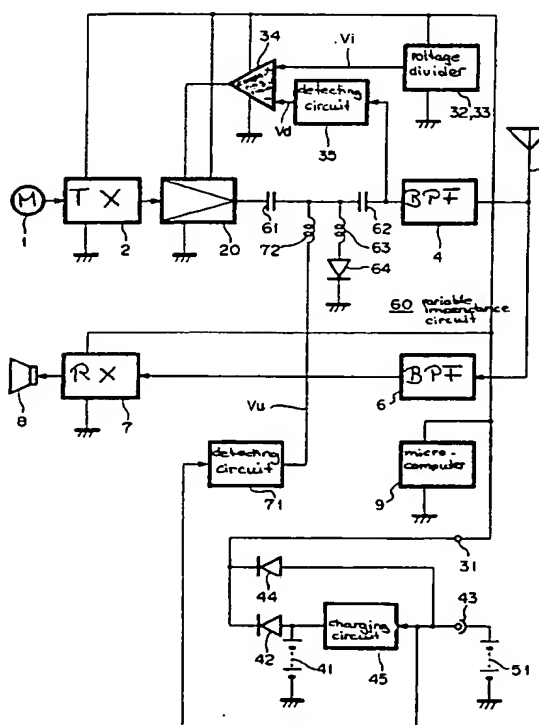 34
Vi
voltage divider
32,33
detecting circuit
Vd
35
M
1
TX
2
20
61
72
63
62
64
BPF
4
60 variable impendance circuit
8
RX
7
BPF
6
Vu
detecting circuit
71
micro-computer
9
31
44
43
42
41
charging circuit
45
51